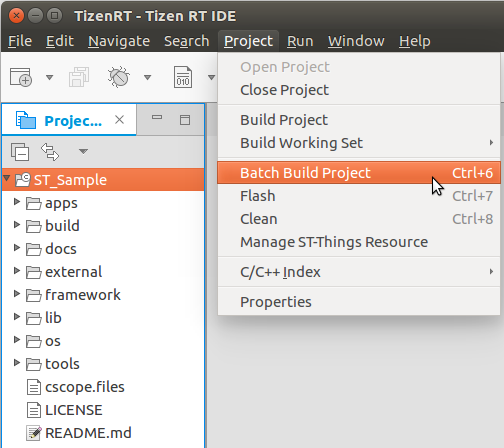 TizenRT - Tizen RT IDE
File Edit Navigate Search Project Run Window Help
Open Project
Close Project
Build Project
Build Working Set
Batch Build Project Ctrl+6
Flash Ctrl+7
Clean Ctrl+8
Manage ST-Things Resource
C/C++ Index
Properties
010
Projec...
ST_Sample
apps
build
docs
external
framework
lib
os
tools
cscope.files
LICENSE
README.md